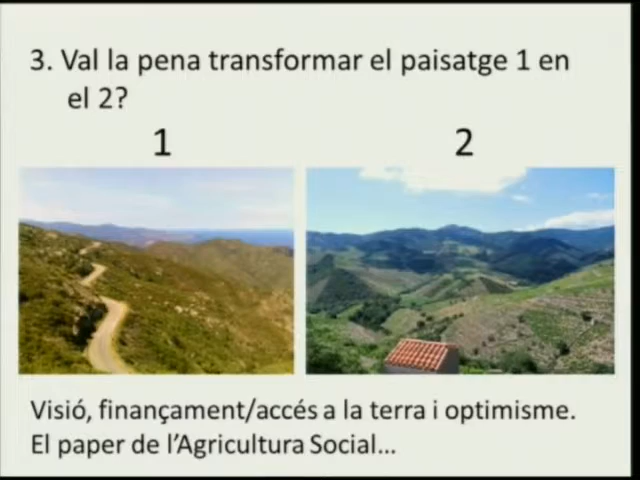 3. Val la pena transformar el paisatge 1 en
el 2?
1 2
Visió, finançament/accés a la terra i optimisme.
El paper de l'Agricultura Social...